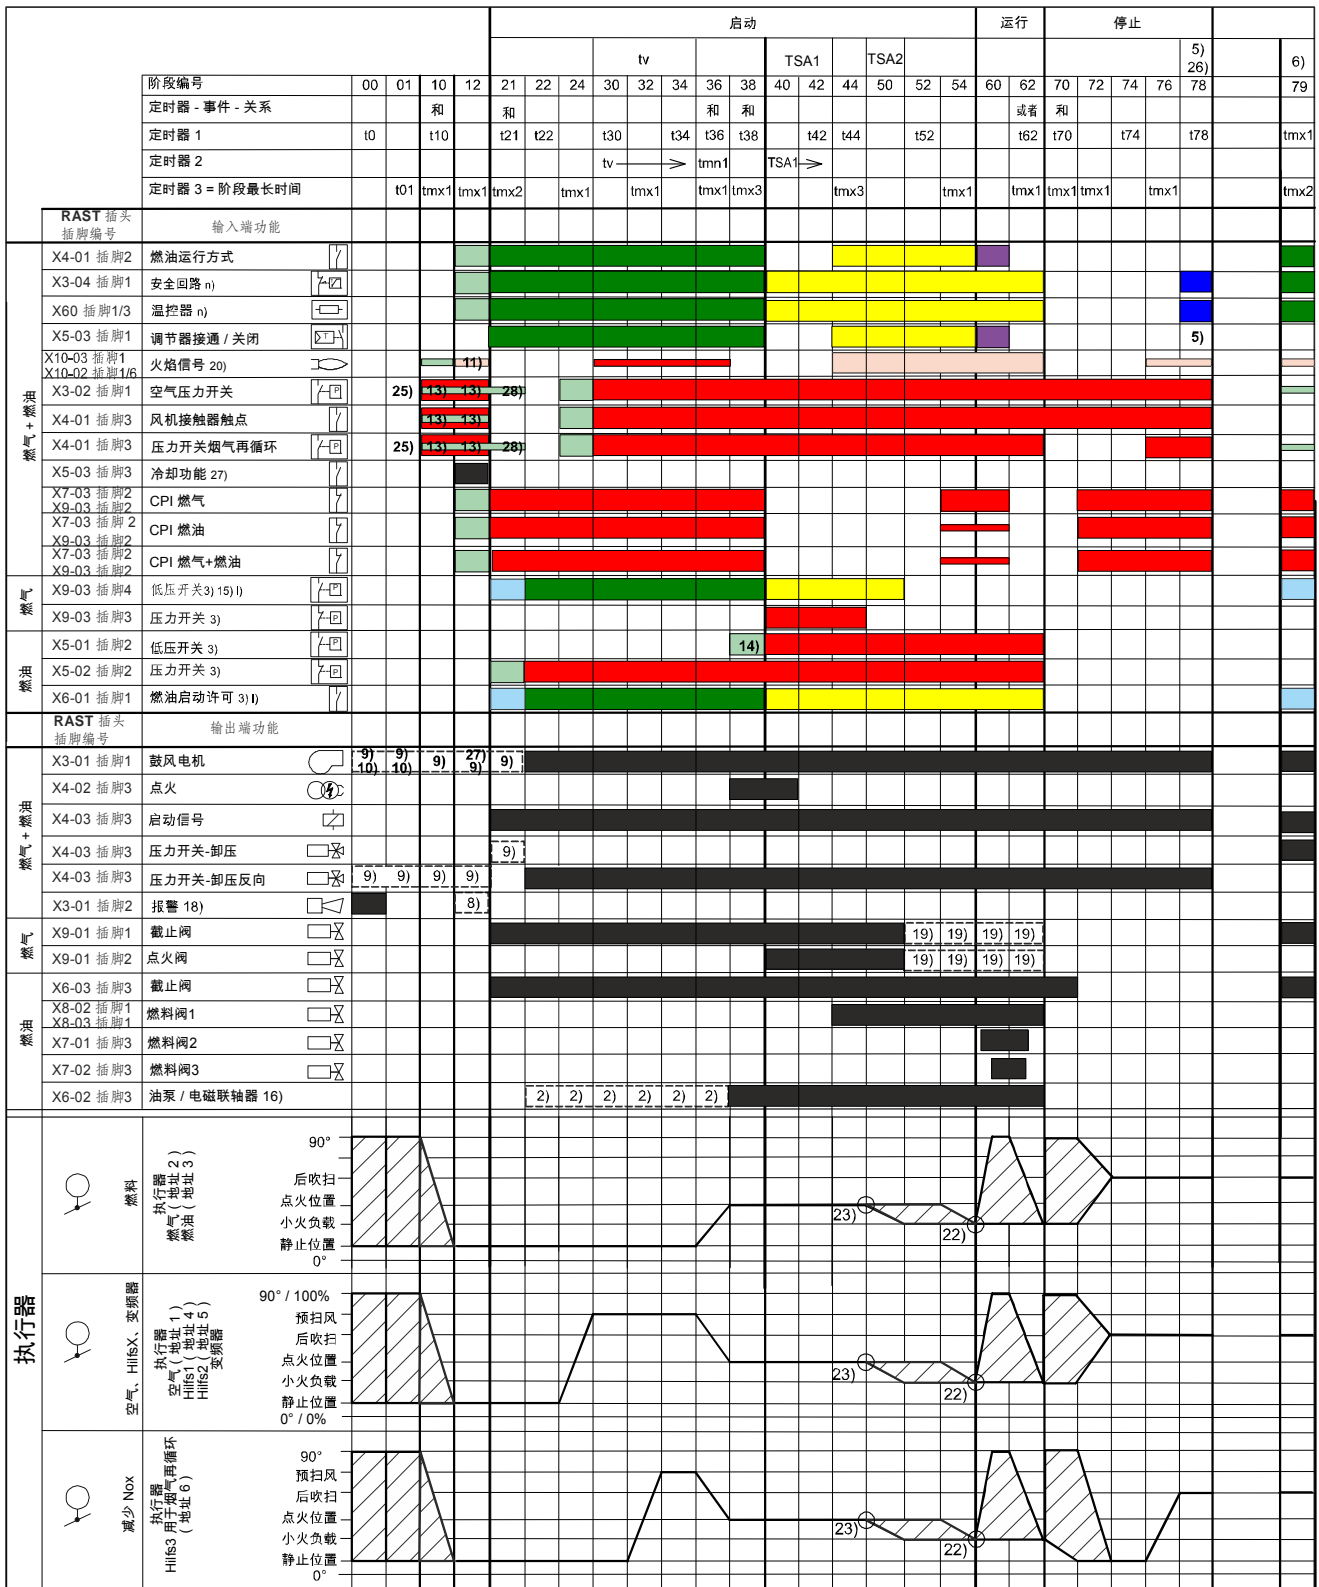 启动 运行 停止
tv TSA1 TSA2 5) 26) 6)
阶段编号 00 01 10 12 21 22 24 30 32 34 36 38 40 42 44 50 52 54 60 62 70 72 74 76 78 79
定时器 - 事件 - 关系 和 和 和 和 或者 和
定时器 1 t0 t10 t21 t22 t30 t34 t36 t38 t42 t44 t52 t62 t70 t74 t78 tmx1
定时器 2 tv tmn1 TSA1
定时器 3 = 阶段最长时间 t01 tmx1 tmx1 tmx2 tmx1 tmx1 tmx1 tmx3 tmx3 tmx1 tmx1 tmx1 tmx1 tmx1 tmx2
RAST 插头
插脚编号 输入端功能
燃气 + 燃油
X4-01 插脚2 燃油运行方式
X3-04 插脚1 安全回路 n)
X60 插脚1/3 温控器 n)
X5-03 插脚1 调节器接通 / 关闭 5)
X10-03 插脚1
X10-02 插脚1/6 火焰信号 20) 11)
X3-02 插脚1 空气压力开关 25) 13) 13) 28)
X4-01 插脚3 风机接触器触点 13) 13)
X4-01 插脚3 压力开关烟气再循环 25) 13) 13) 28)
X5-03 插脚3 冷却功能 27)
X7-03 插脚2
X9-03 插脚2 CPI 燃气
X7-03 插脚 2
X9-03 插脚2 CPI 燃油
X7-03 插脚2
X9-03 插脚2 CPI 燃气+燃油
燃气
X9-03 插脚4 低压开关3) 15) l)
X9-03 插脚3 压力开关 3)
燃油
X5-01 插脚2 低压开关 3) 14)
X5-02 插脚2 压力开关 3)
X6-01 插脚1 燃油启动许可 3) l)
RAST 插头
插脚编号 输出端功能
燃气 + 燃油
X3-01 插脚1 鼓风电机 9) 10) 9) 10) 9) 27) 9) 9)
X4-02 插脚3 点火
X4-03 插脚3 启动信号
X4-03 插脚3 压力开关-卸压 9)
X4-03 插脚3 压力开关-卸压反向 9) 9) 9) 9)
X3-01 插脚2 报警 18) 8)
燃气
X9-01 插脚1 截止阀 19) 19) 19) 19)
X9-01 插脚2 点火阀 19) 19) 19) 19)
燃油
X6-03 插脚3 截止阀
X8-02 插脚1
X8-03 插脚1 燃料阀1
X7-01 插脚3 燃料阀2
X7-02 插脚3 燃料阀3
X6-02 插脚3 油泵 / 电磁联轴器 16) 2) 2) 2) 2) 2) 2)
执行器
燃料
执行器
燃气 ( 地址 2 )
燃油 ( 地址 3 )
90°
后吹扫
点火位置
小火负载
静止位置
0°
23)
22)
空气、HilfsX、变频器
执行器
空气 ( 地址 1 )
Hilfs1 ( 地址 4 )
Hilfs2 ( 地址 5 )
变频器
90° / 100%
预扫风
后吹扫
点火位置
小火负载
静止位置
0° / 0%
23)
22)
减少 Nox
执行器
Hilfs3 用于烟气再循环
( 地址 6 )
90°
预扫风
后吹扫
点火位置
小火负载
静止位置
0°
23)
22)